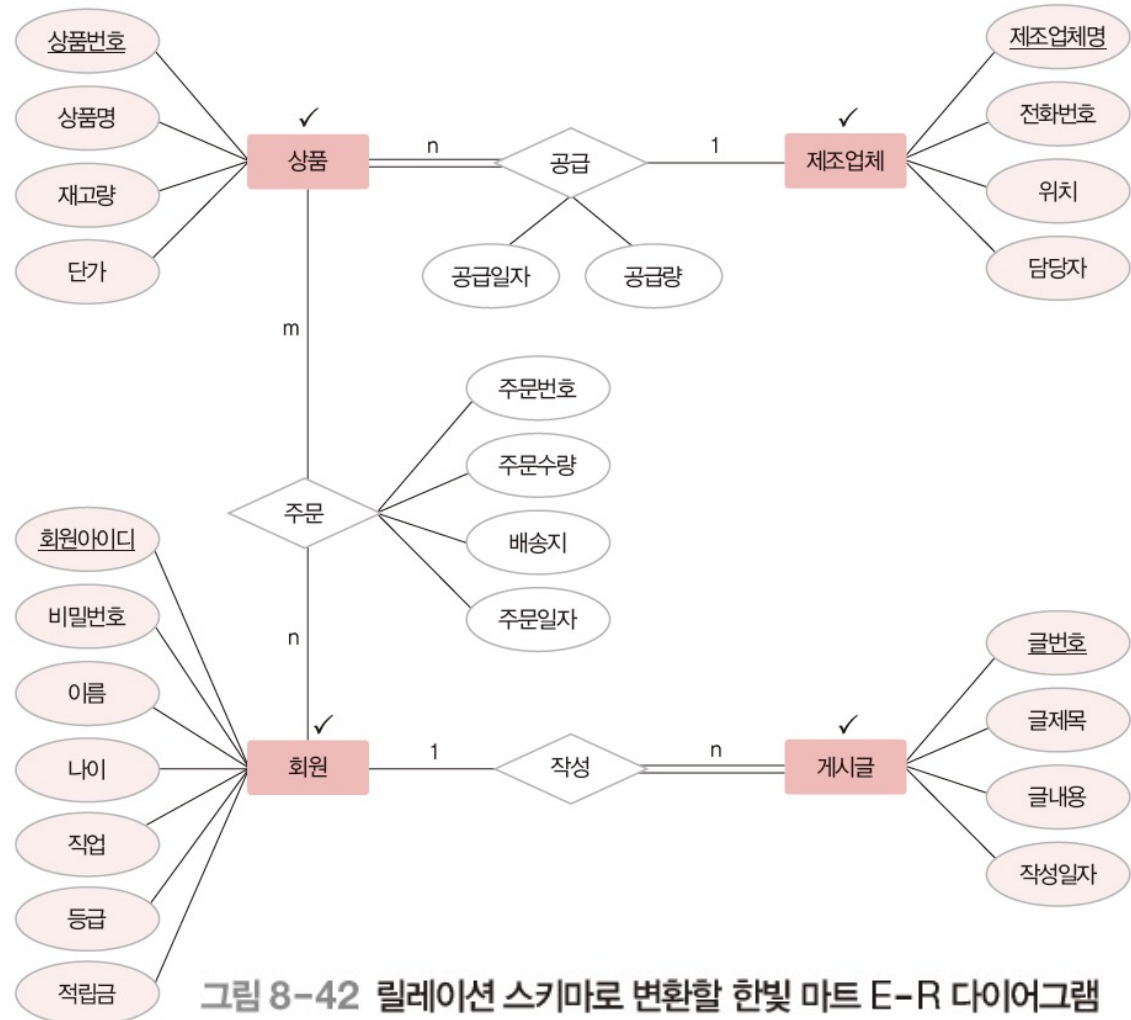 상품번호
제조업체명
상품명
✓
✓
전화번호
상품
n
공급
1
제조업체
재고량
위치
단가
공급일자
공급량
담당자
m
주문번호
주문수량
주문
회원아이디
배송지
비밀번호
n
주문일자
글번호
이름
✓
✓
글제목
나이
회원
1
작성
n
게시글
글내용
직업
작성일자
등급
적립금
그림 8-42 릴레이션 스키마로 변환할 한빛 마트 E-R 다이어그램